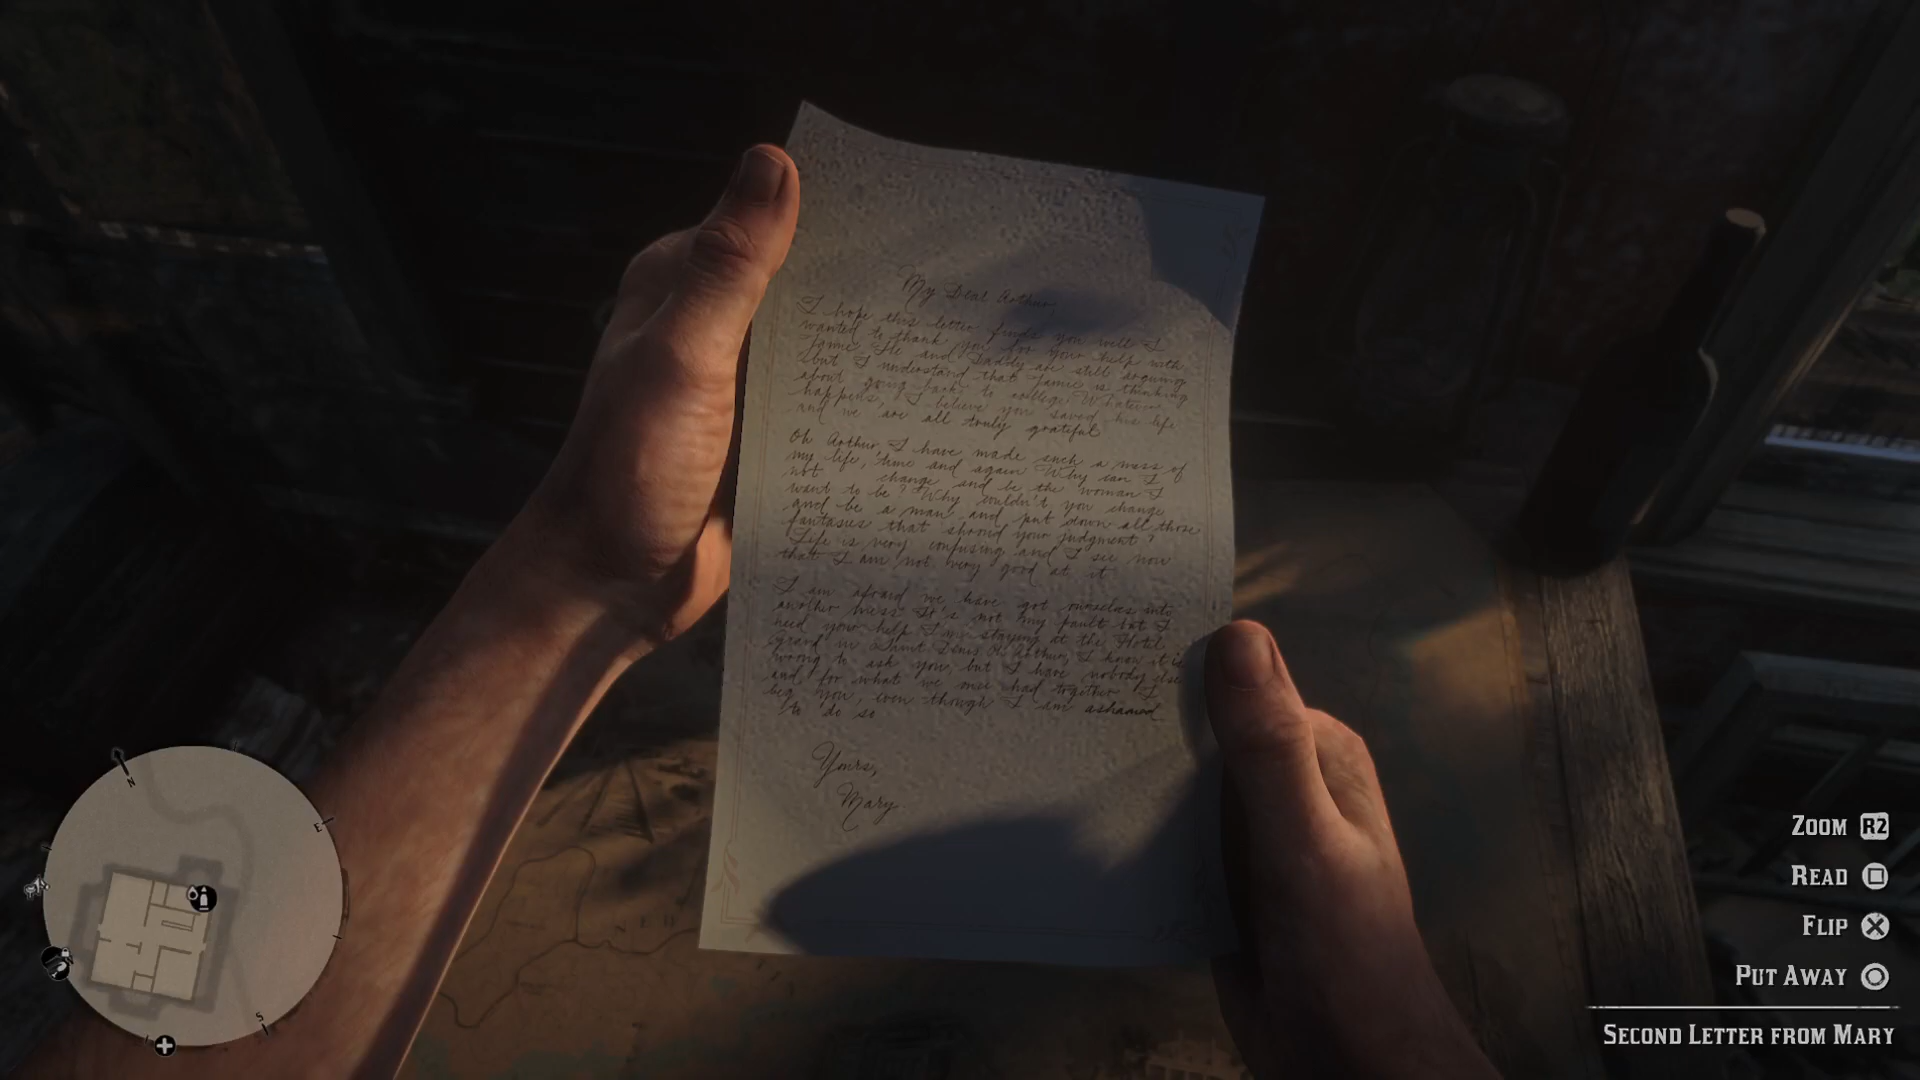 My Dear Arthur,
I hope this letter finds you well. I
wanted to thank you for your help with
Jamie. He and Daddy are still arguing
but I understand that Jamie is thinking
about going back to college. Whatever
happens, I believe you saved his life
and we are all truly grateful.
Oh Arthur, I have made such a mess of
my life, time and again. Why can I
not change and be the woman I
want to be? Why couldn't you change
and be a man and put down all those
fantasies that shroud your judgment?
Life is very confusing and I see now
that I am not very good at it.
I am afraid we have got ourselves into
another mess. It's not my fault but I
need your help. I'm staying at the Hotel
Grand in Saint Denis. Oh Arthur, I know it is
wrong to ask you, but I have nobody else
and, for what we once had together, I
beg you, even though I am ashamed
to do so.
Yours,
Mary
N
E
S
ZOOM R2
READ
FLIP
PUT AWAY
SECOND LETTER FROM MARY